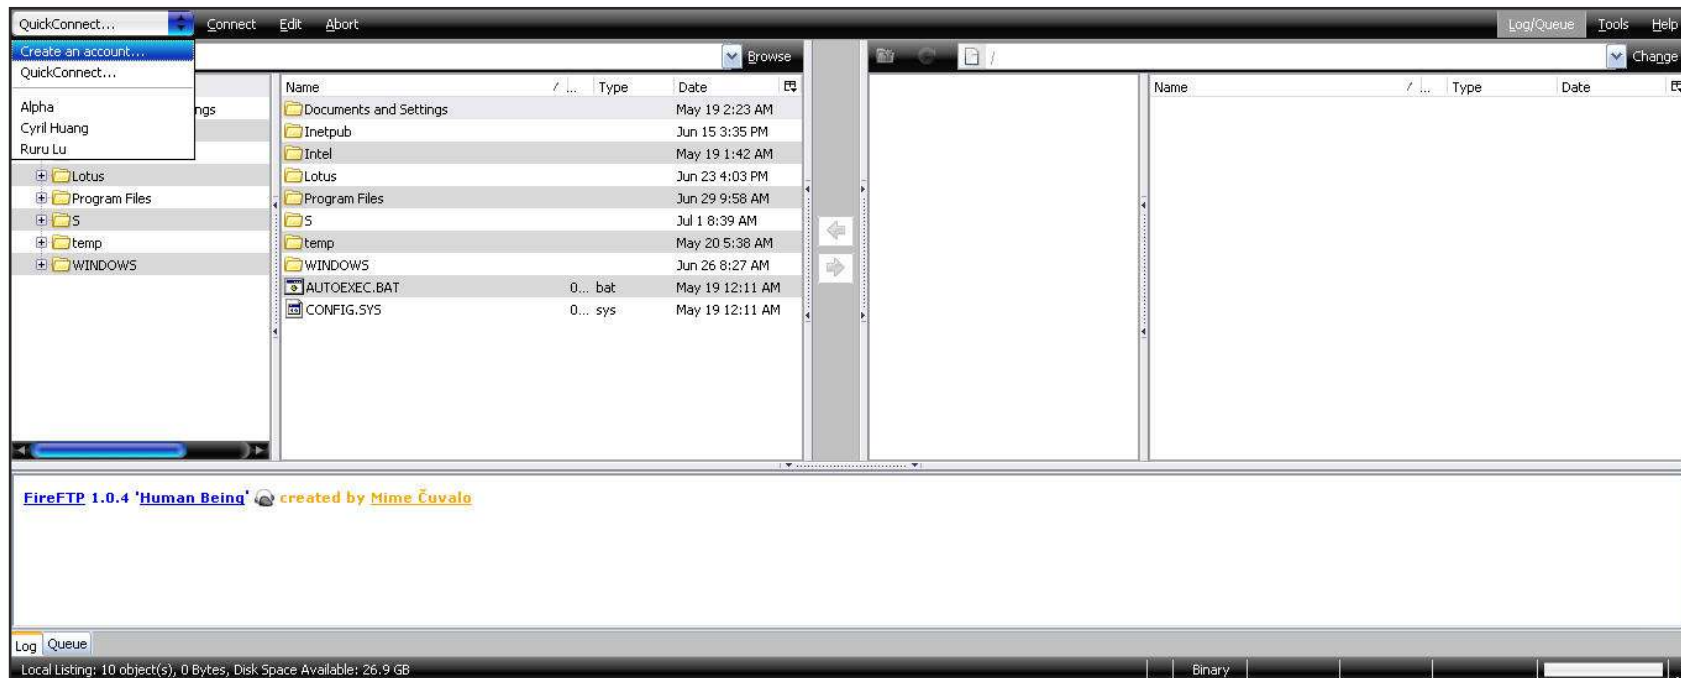 QuickConnect... Connect Edit Abort Log/Queue Tools Help
Create an account...
QuickConnect...
Alpha
Cyril Huang
Ruru Lu
Browse / Change
ngs
Lotus
Program Files
S
temp
WINDOWS
Name / ... Type Date
Documents and Settings May 19 2:23 AM
Inetpub Jun 15 3:35 PM
Intel May 19 1:42 AM
Lotus Jun 23 4:03 PM
Program Files Jun 29 9:58 AM
S Jul 1 8:39 AM
temp May 20 5:38 AM
WINDOWS Jun 26 8:27 AM
AUTOEXEC.BAT 0... bat May 19 12:11 AM
CONFIG.SYS 0... sys May 19 12:11 AM
Name / ... Type Date
FireFTP 1.0.4 'Human Being' created by Mime Čuvalo
Log Queue
Local Listing: 10 object(s), 0 Bytes, Disk Space Available: 26.9 GB Binary